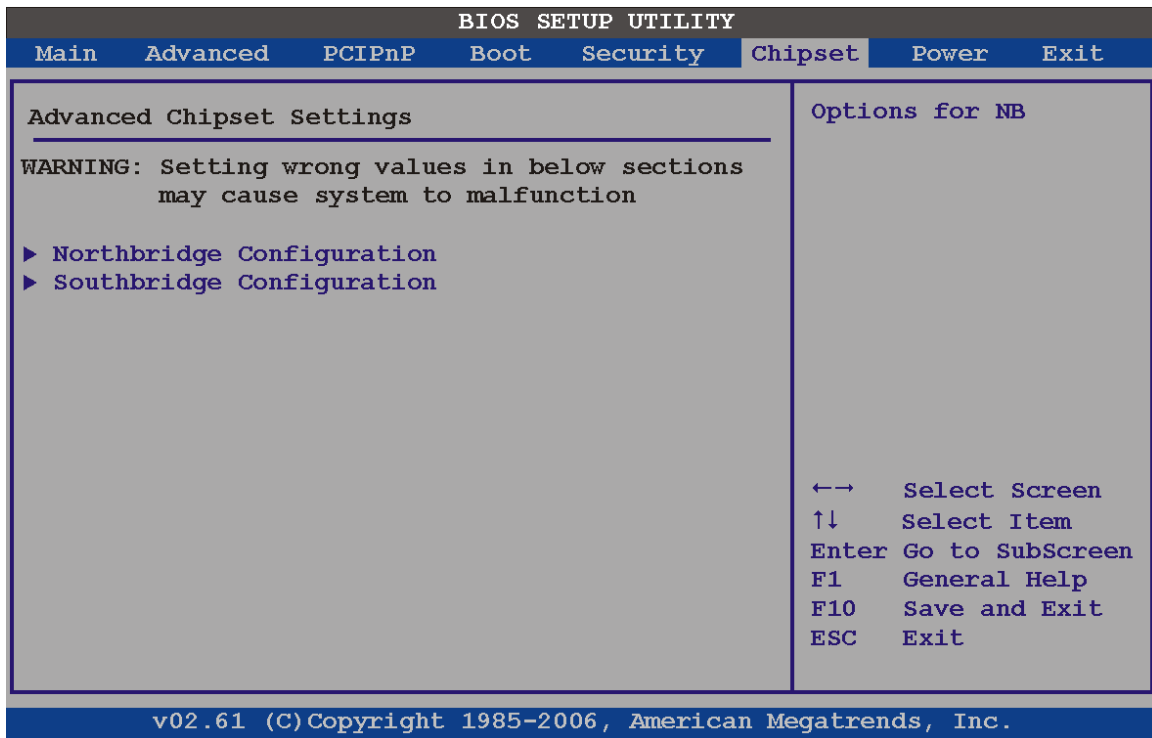 BIOS SETUP UTILITY
Main Advanced PCIPnP Boot Security Chipset Power Exit
Advanced Chipset Settings
WARNING: Setting wrong values in below sections
may cause system to malfunction
▶ Northbridge Configuration
▶ Southbridge Configuration
Options for NB
←→ Select Screen
↑↓ Select Item
Enter Go to SubScreen
F1 General Help
F10 Save and Exit
ESC Exit
v02.61 (C)Copyright 1985-2006, American Megatrends, Inc.